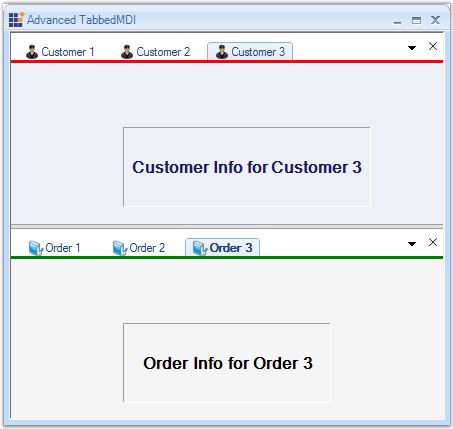 Advanced TabbedMDI
Customer 1 Customer 2 Customer 3
Customer Info for Customer 3
Order 1 Order 2 Order 3
Order Info for Order 3